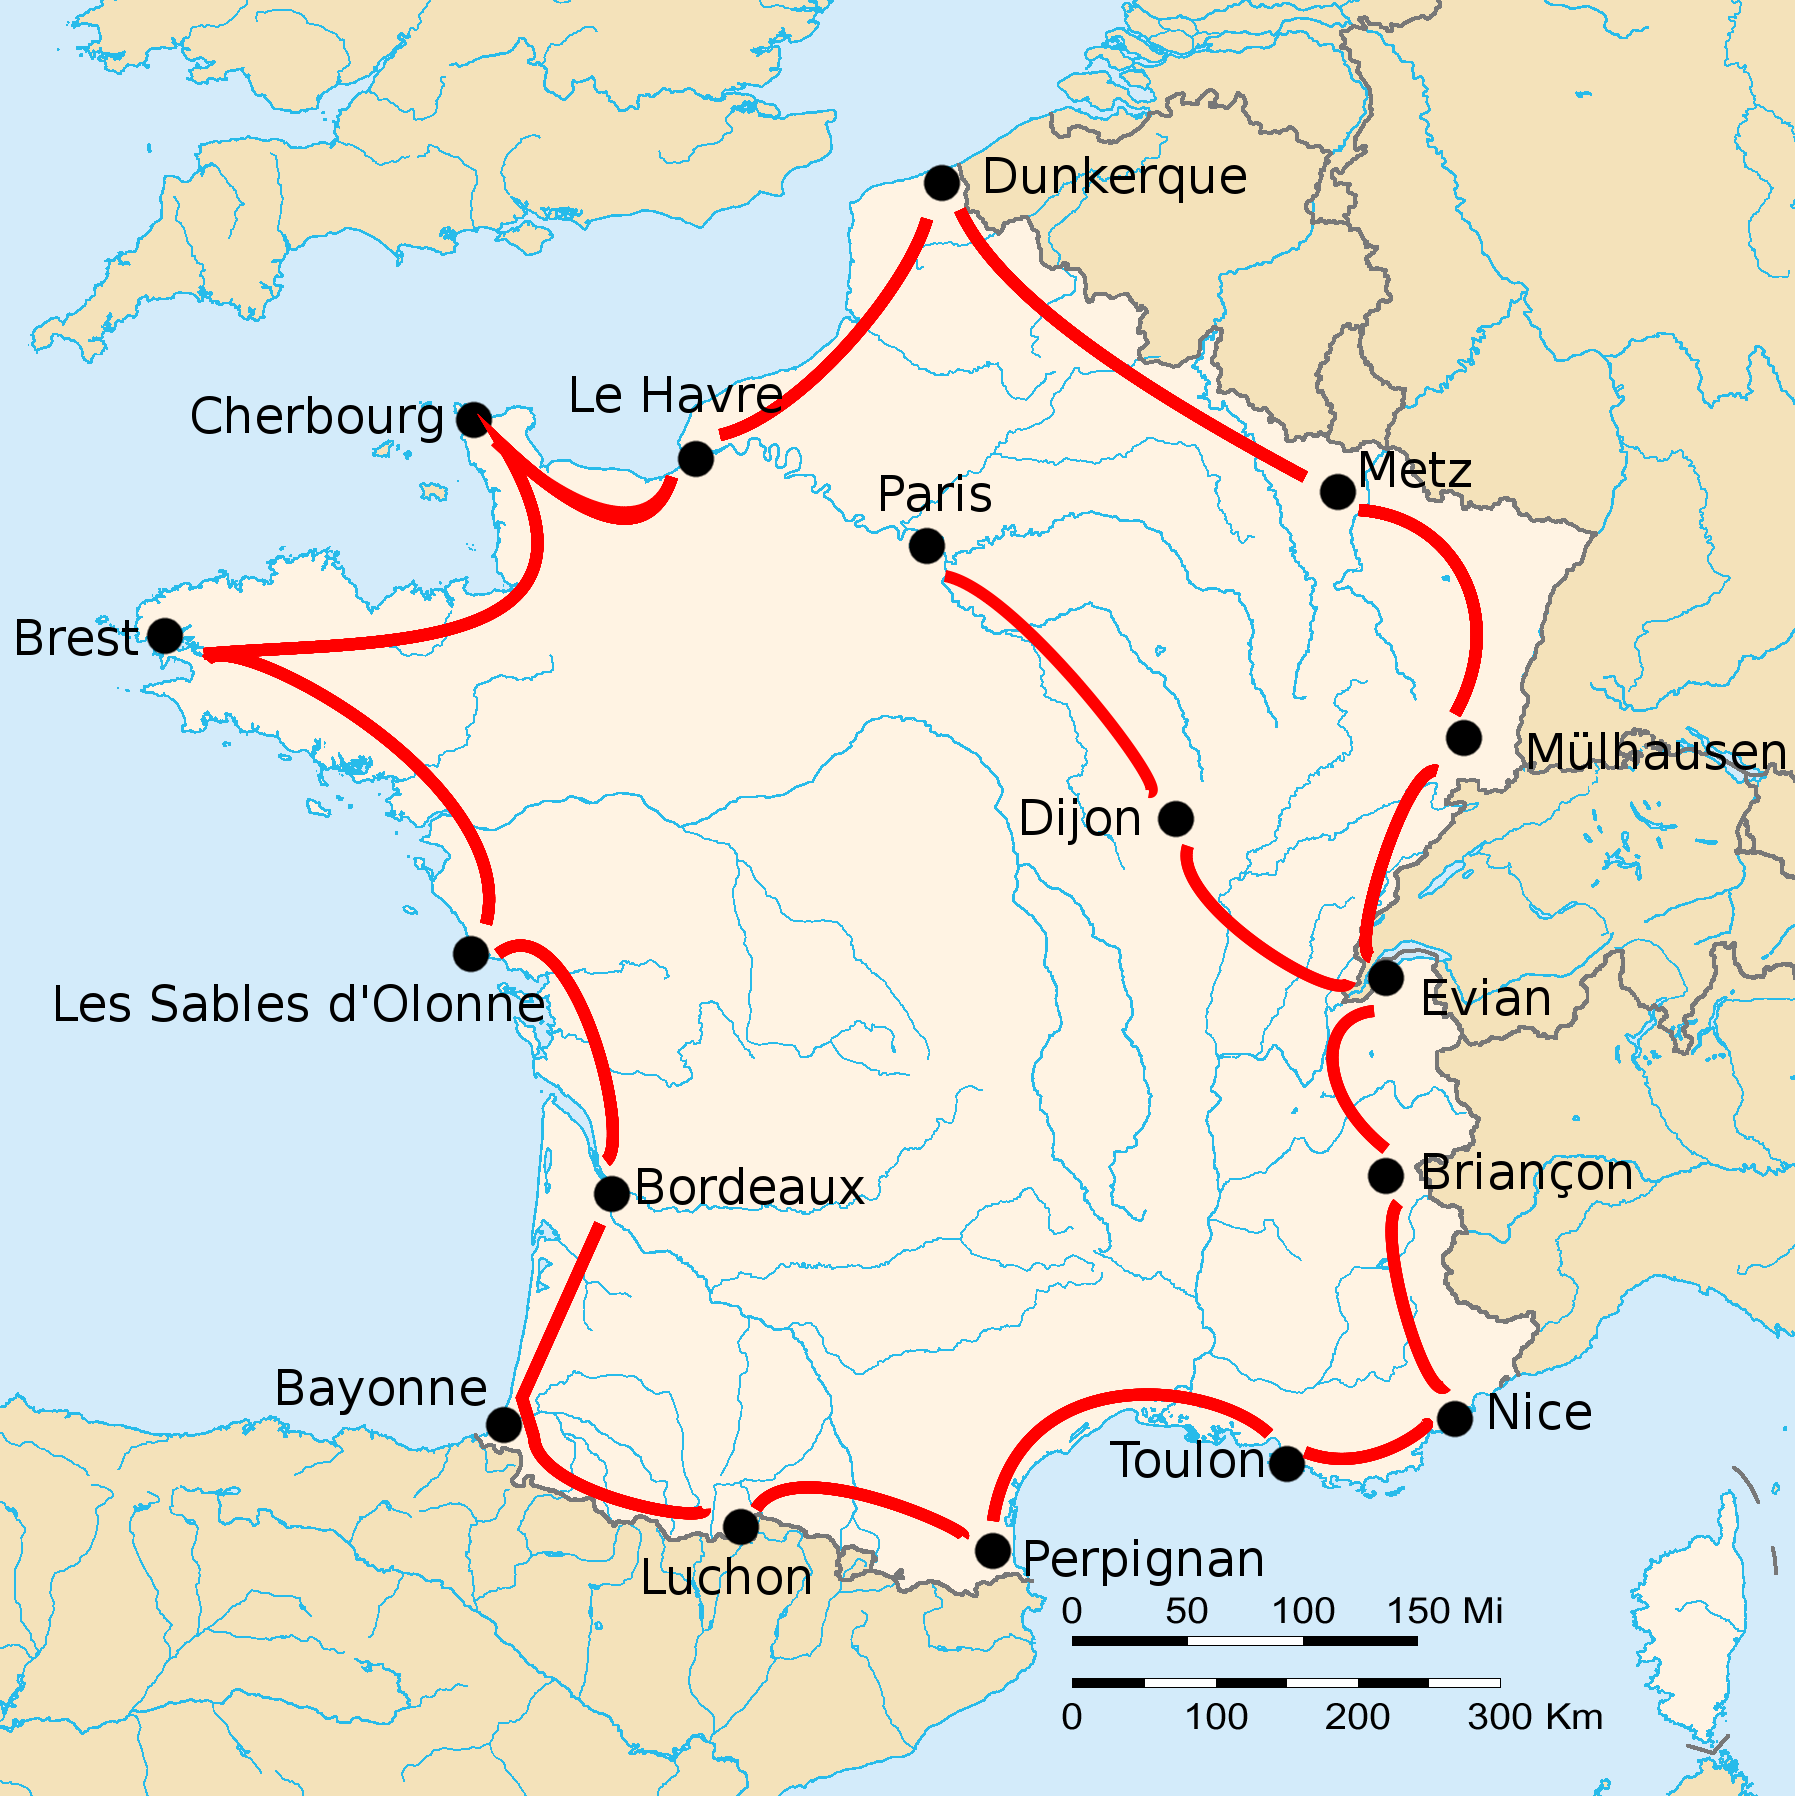 Dunkerque
Cherbourg
Le Havre
Metz
Paris
Brest
Mülhausen
Dijon
Evian
Les Sables d'Olonne
Briançon
Bordeaux
Bayonne
Nice
Toulon
Luchon
Perpignan
0 50 100 150 Mi
0 100 200 300 Km